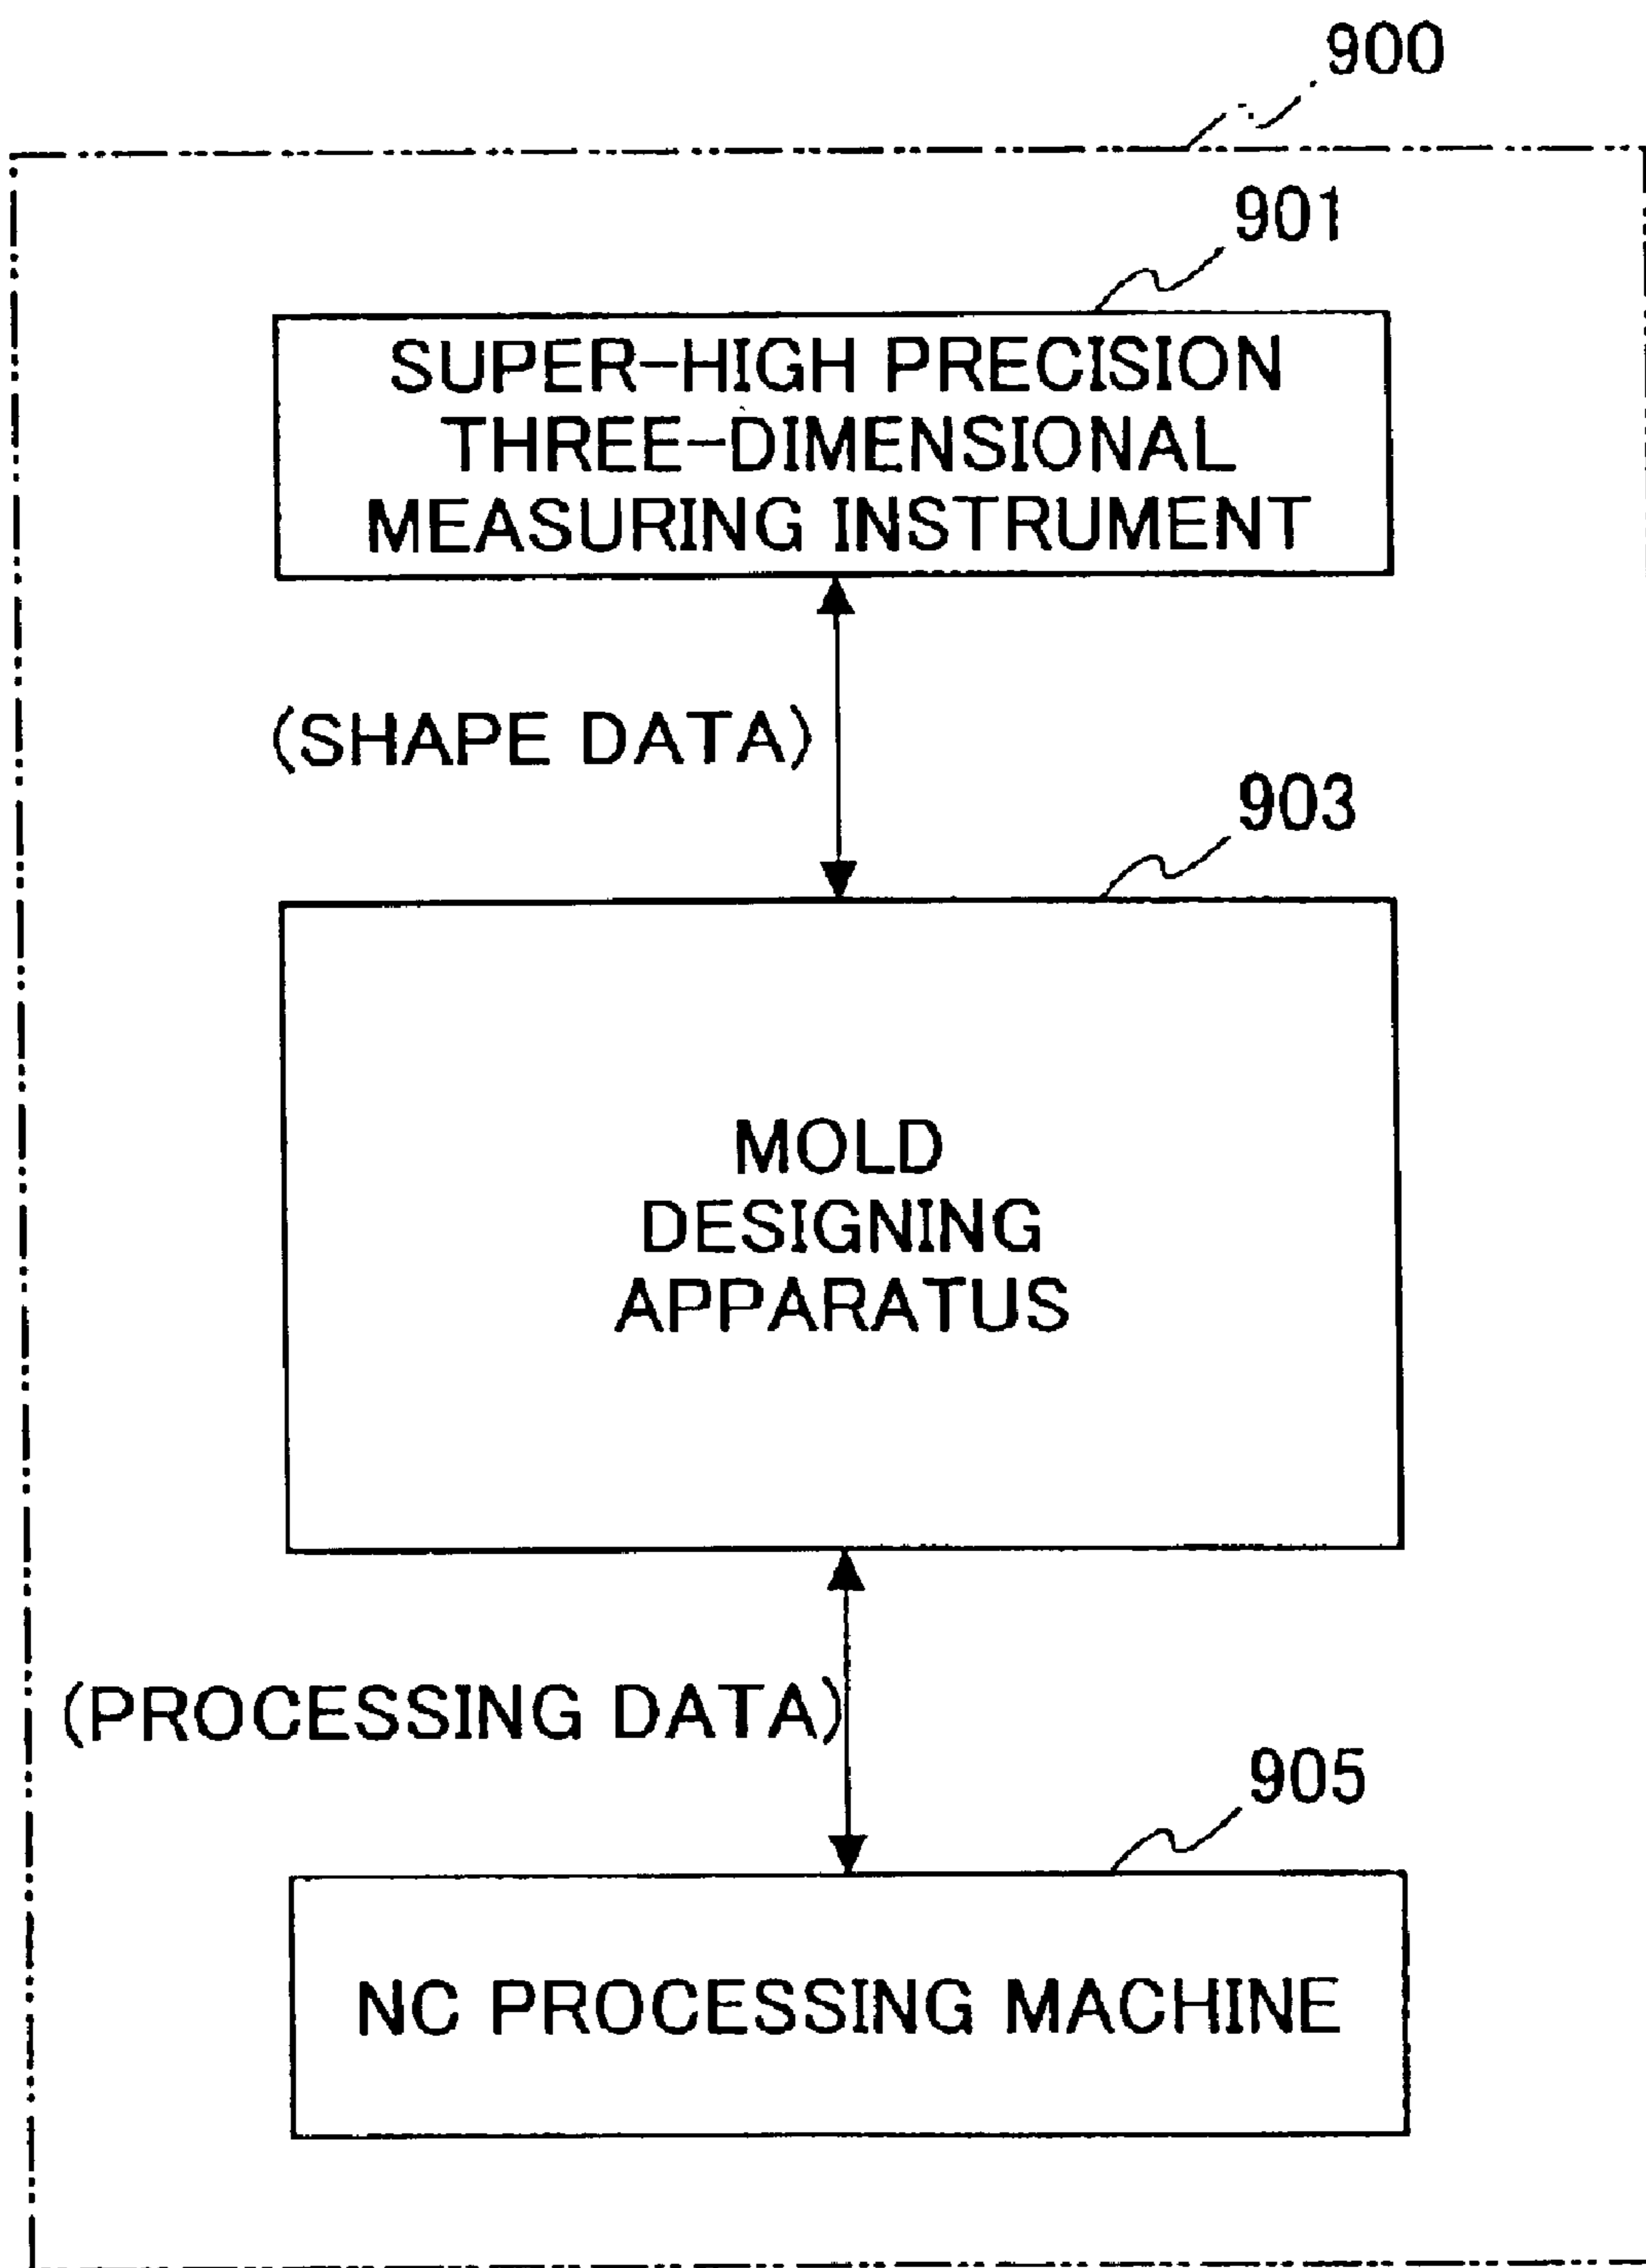 900
901
SUPER-HIGH PRECISION
THREE-DIMENSIONAL
MEASURING INSTRUMENT
(SHAPE DATA)
903
MOLD
DESIGNING
APPARATUS
(PROCESSING DATA)
905
NC PROCESSING MACHINE